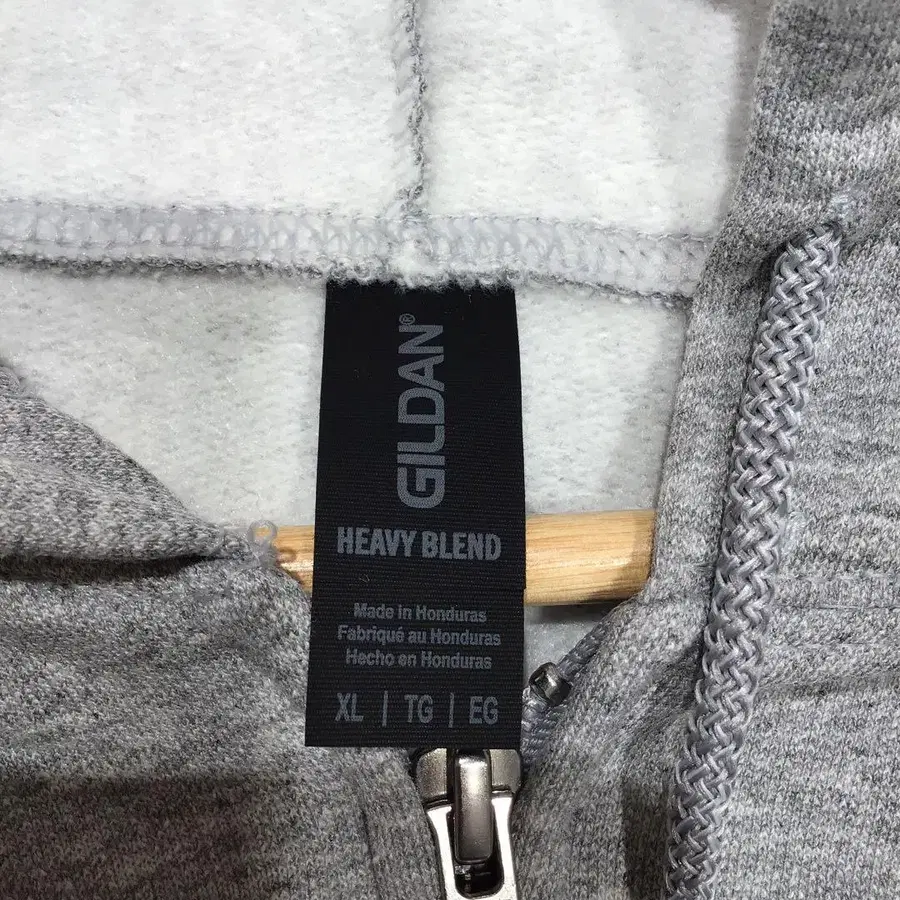 GILDAN®
HEAVY BLEND
Made in Honduras
Fabriqué au Honduras
Hecho en Honduras
XL | TG | EG